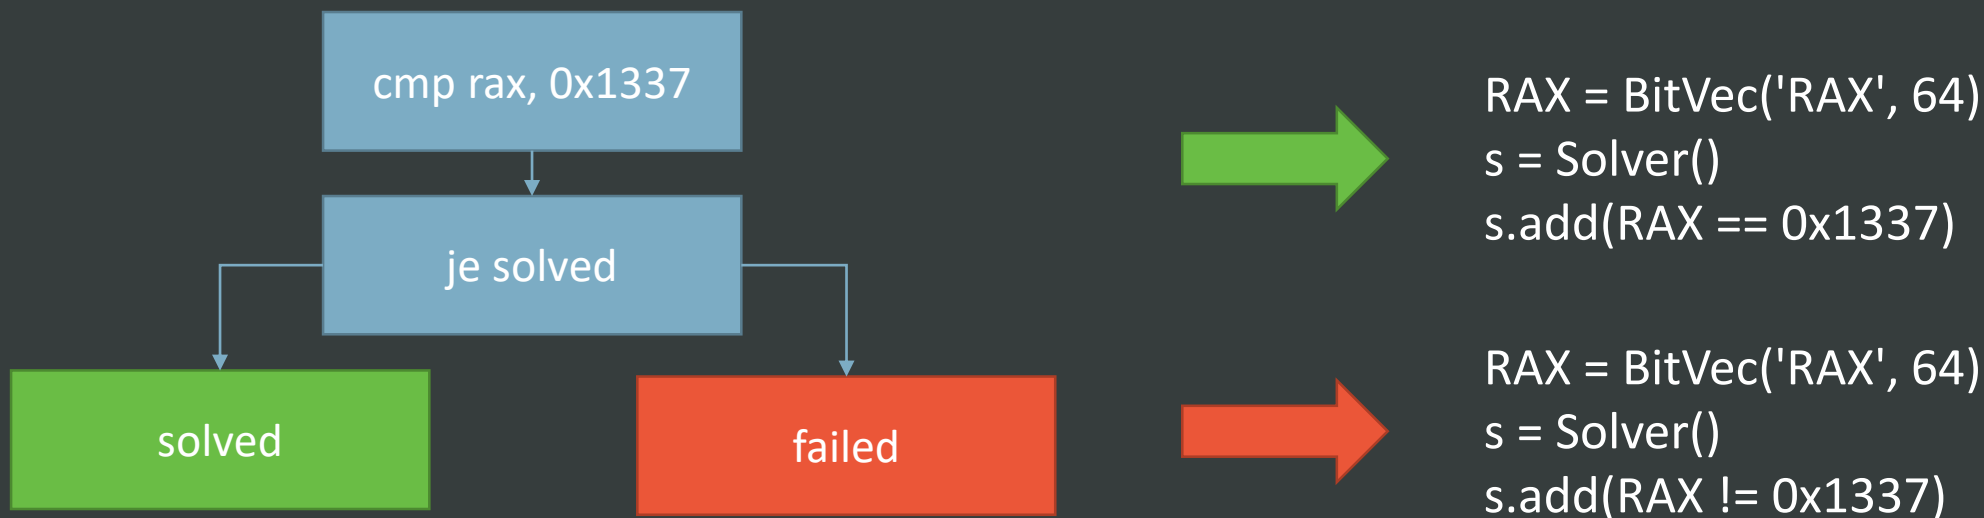 cmp rax, 0x1337
je solved
solved
failed
RAX = BitVec('RAX', 64)
s = Solver()
s.add(RAX == 0x1337)
RAX = BitVec('RAX', 64)
s = Solver()
s.add(RAX != 0x1337)